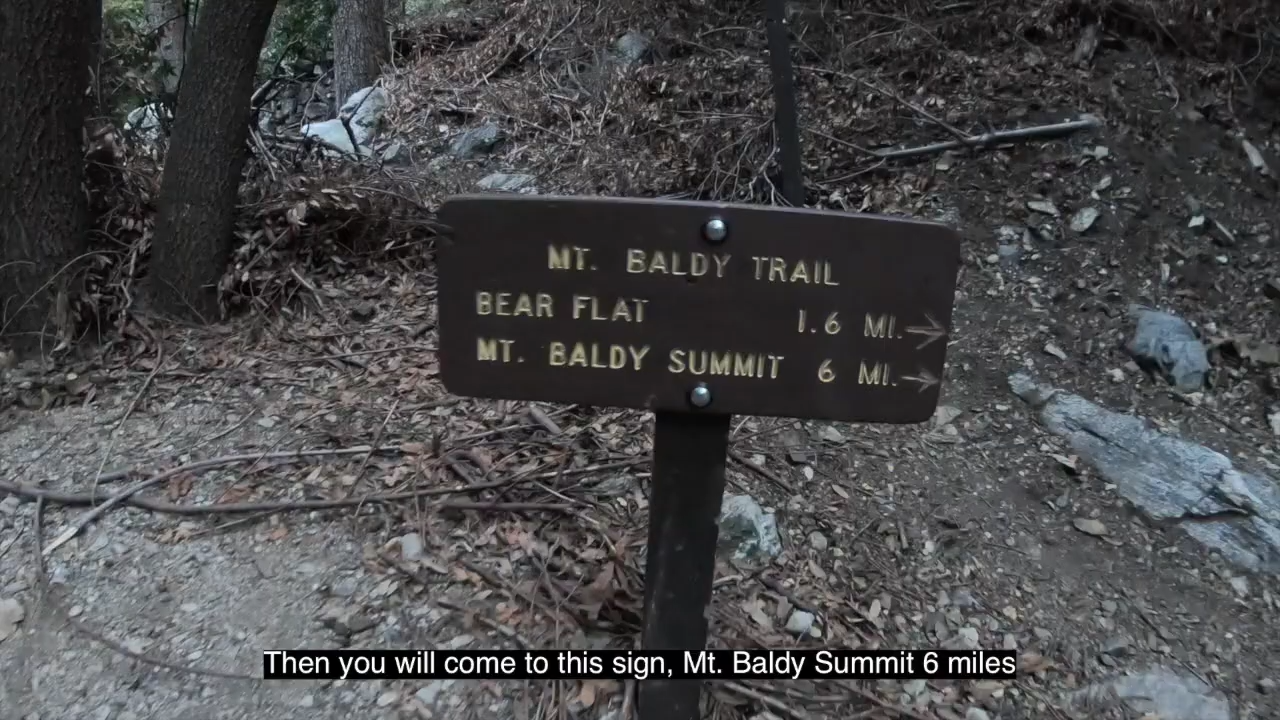 MT. BALDY TRAIL
BEAR FLAT 1.6 MI.→
MT. BALDY SUMMIT 6 MI.→
Then you will come to this sign, Mt. Baldy Summit 6 miles